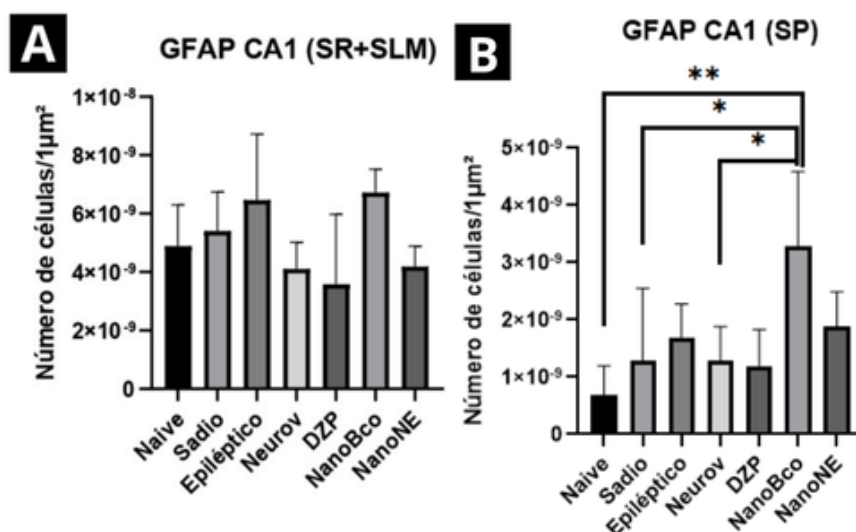 A
GFAP CA1 (SR+SLM)
Número de células/1µm²
1×10⁻⁸
8×10⁻⁹
6×10⁻⁹
4×10⁻⁹
2×10⁻⁹
0
Naive
Sadio
Epiléptico
Neurov
DZP
NanoBco
NanoNE
B
GFAP CA1 (SP)
**
*
*
Número de células/1µm²
5×10⁻⁹
4×10⁻⁹
3×10⁻⁹
2×10⁻⁹
1×10⁻⁹
0
Naive
Sadio
Epiléptico
Neurov
DZP
NanoBco
NanoNE